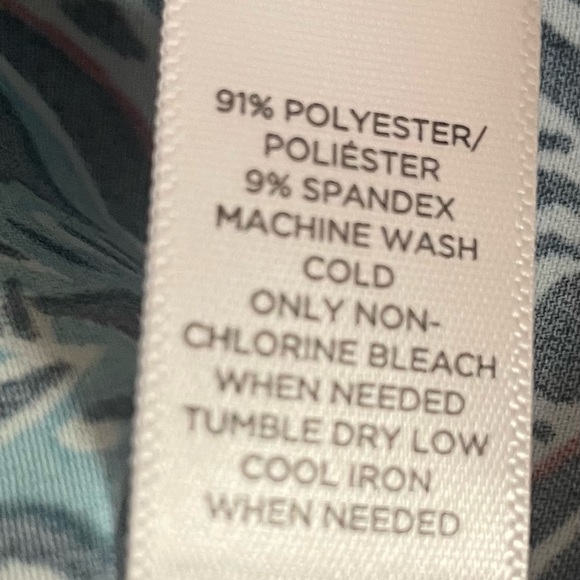 91% POLYESTER/
POLIÉSTER
9% SPANDEX
MACHINE WASH
COLD
ONLY NON-
CHLORINE BLEACH
WHEN NEEDED
TUMBLE DRY LOW
COOL IRON
WHEN NEEDED